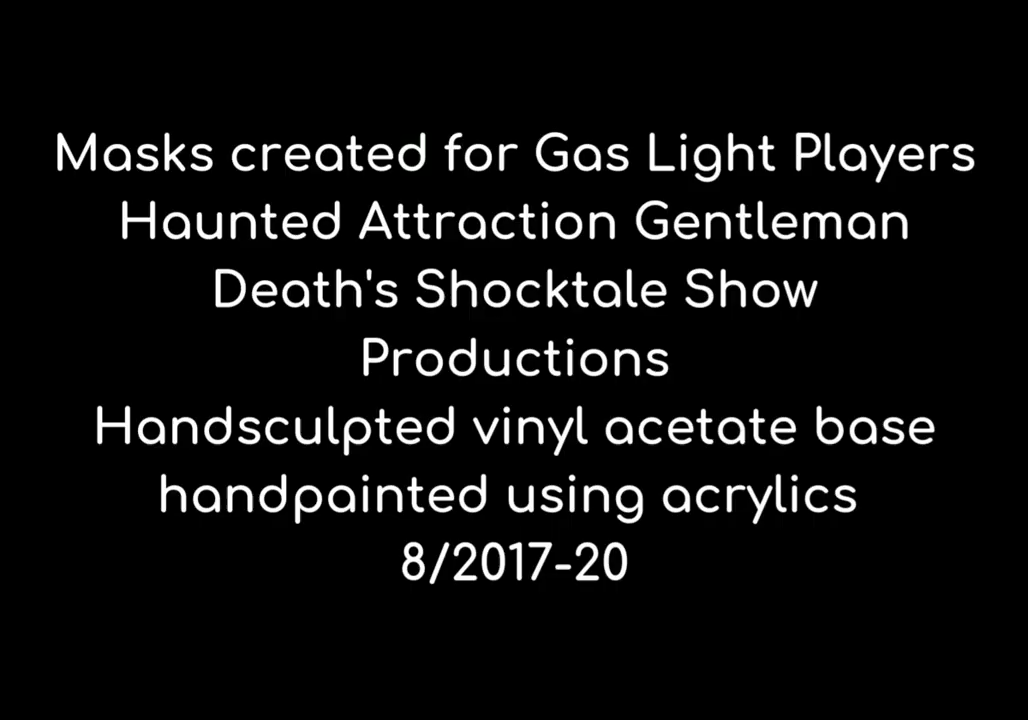 Masks created for Gas Light Players
Haunted Attraction Gentleman
Death's Shocktale Show
Productions
Handsculpted vinyl acetate base
handpainted using acrylics
8/2017-20